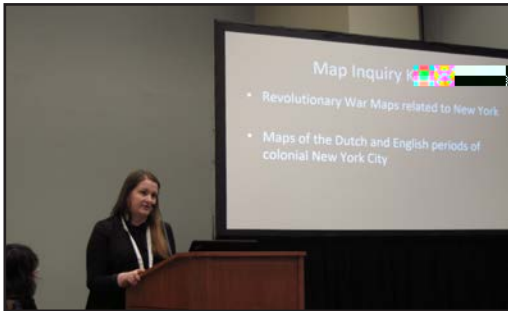 Map Inquiry
• Revolutionary War Maps related to New York
• Maps of the Dutch and English periods of
colonial New York City